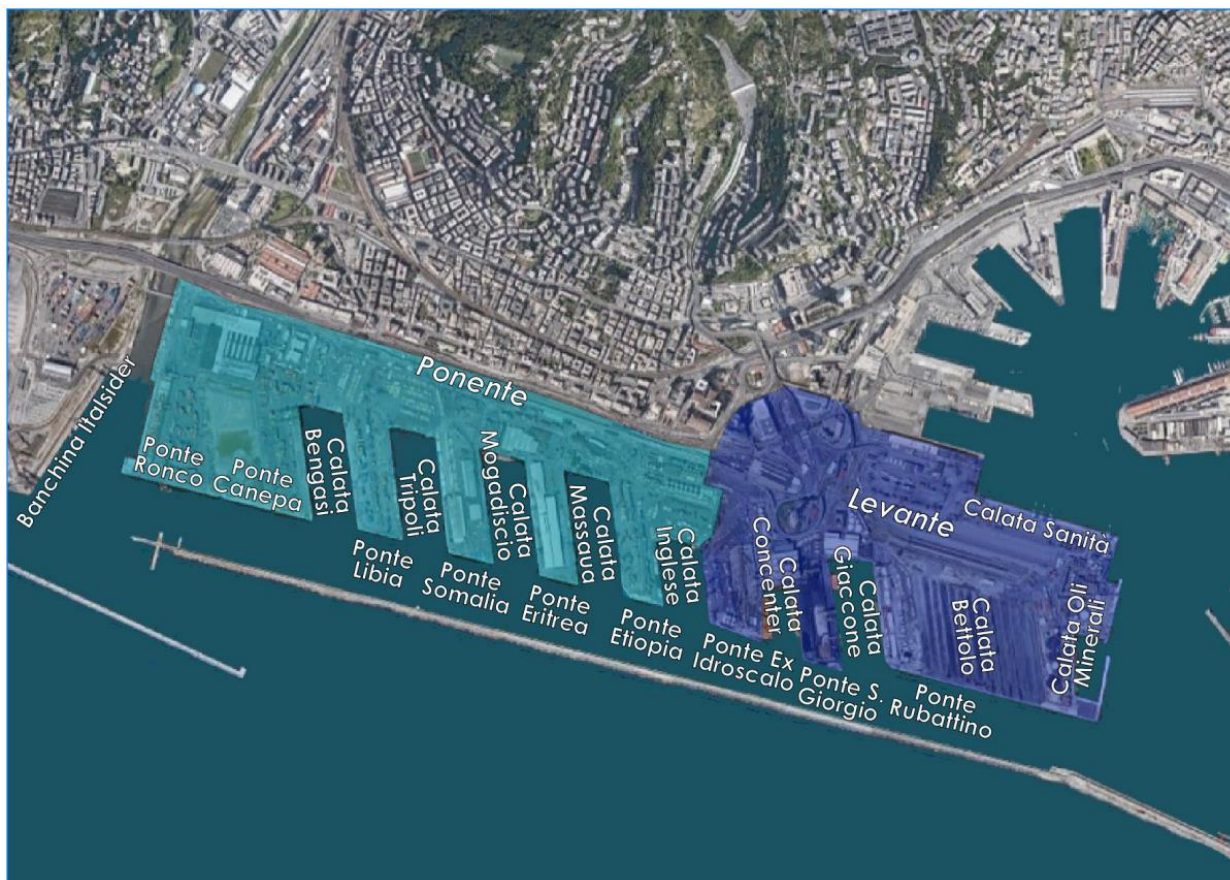 Ponente
Levante
Banchina Italsider
Ponte
Ronco
Ponte
Canepa
Calata
Bengasi
Ponte
Libia
Calata
Tripoli
Ponte
Somalia
Calata
Mogadiscio
Ponte
Eritrea
Calata
Massaua
Ponte
Etiopia
Calata
Inglese
Ponte Ex
Idroscalo
Calata
Concenter
Ponte S.
Giorgio
Calata
Giaccone
Ponte
Rubattino
Calata
Bettolo
Calata Oli
Minerali
Calata Sanità